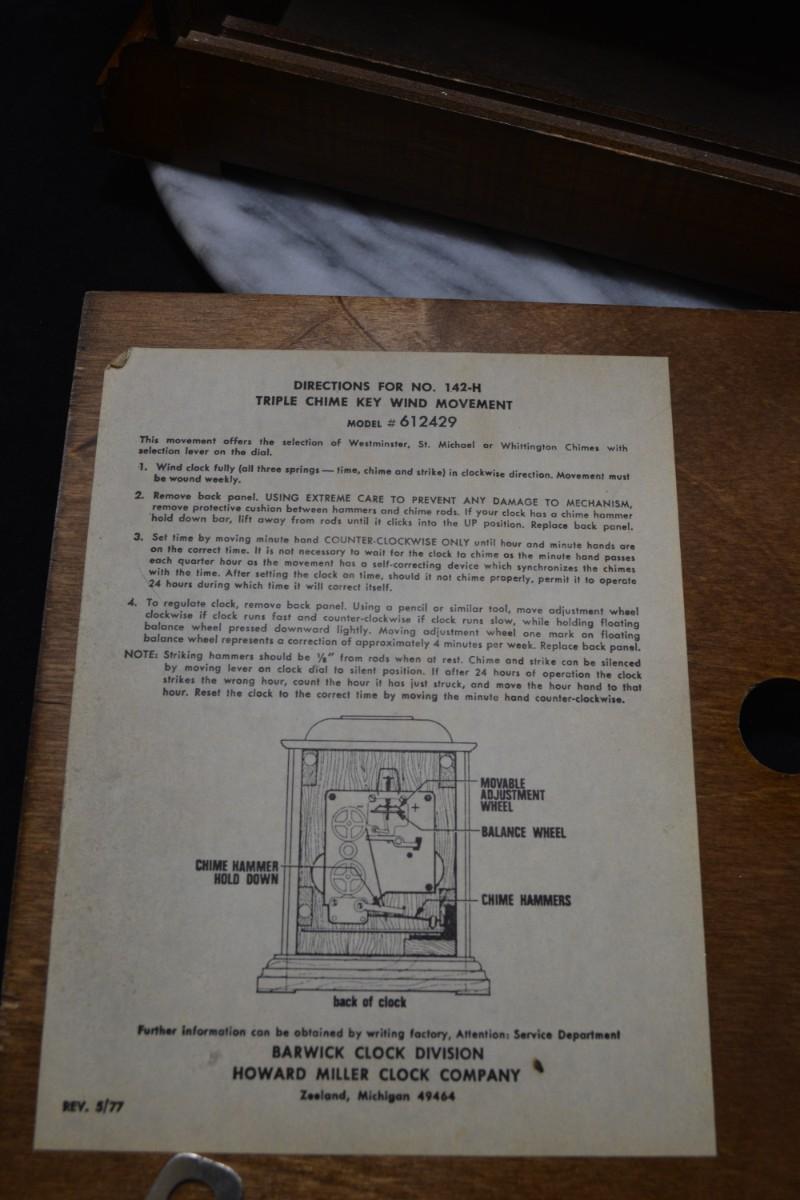 DIRECTIONS FOR NO. 142-H
TRIPLE CHIME KEY WIND MOVEMENT
MODEL # 612429
This movement offers the selection of Westminster, St. Michael or Whittington Chimes with
selection lever on the dial.
1. Wind clock fully (all three springs — time, chime and strike) in clockwise direction. Movement must
be wound weekly.
2. Remove back panel. USING EXTREME CARE TO PREVENT ANY DAMAGE TO MECHANISM,
remove protective cushion between hammers and chime rods. If your clock has a chime hammer
hold down bar, lift away from rods until it clicks into the UP position. Replace back panel.
3. Set time by moving minute hand COUNTER-CLOCKWISE ONLY until hour and minute hands are
on the correct time. It is not necessary to wait for the clock to chime as the minute hand passes
each quarter hour as the movement has a self-correcting device which synchronizes the chimes
with the time. After setting the clock on time, should it not chime properly, permit it to operate
24 hours during which time it will correct itself.
4. To regulate clock, remove back panel. Using a pencil or similar tool, move adjustment wheel
clockwise if clock runs fast and counter-clockwise if clock runs slow, while holding floating
balance wheel pressed downward lightly. Moving adjustment wheel one mark on floating
balance wheel represents a correction of approximately 4 minutes per week. Replace back panel.
NOTE: Striking hammers should be ⅛" from rods when at rest. Chime and strike can be silenced
by moving lever on clock dial to silent position. If after 24 hours of operation the clock
strikes the wrong hour, count the hour it has just struck, and move the hour hand to that
hour. Reset the clock to the correct time by moving the minute hand counter-clockwise.
MOVABLE
ADJUSTMENT
WHEEL
- +
BALANCE WHEEL
CHIME HAMMER
HOLD DOWN
CHIME HAMMERS
back of clock
Further information can be obtained by writing factory, Attention: Service Department
BARWICK CLOCK DIVISION
HOWARD MILLER CLOCK COMPANY
Zeeland, Michigan 49464
REV. 5/77